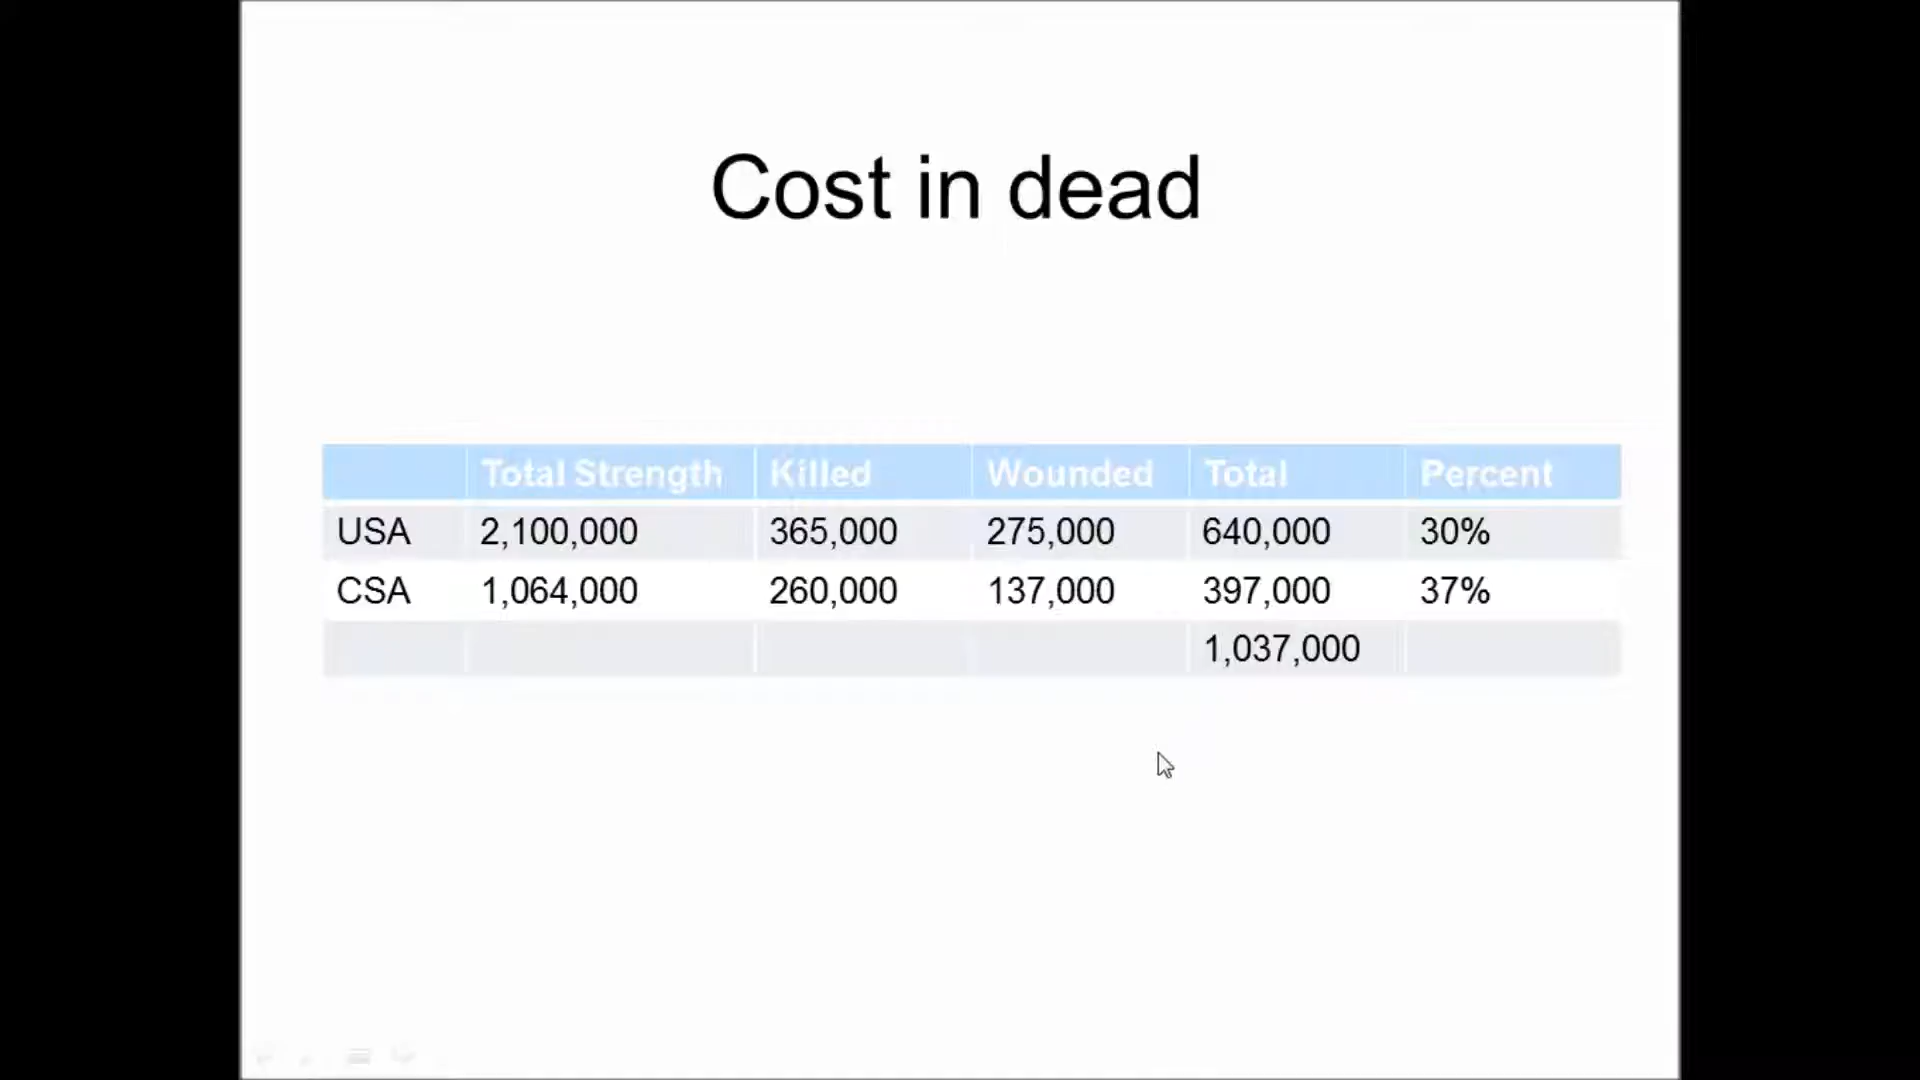 Cost in dead
Total Strength Killed Wounded Total Percent
USA 2,100,000 365,000 275,000 640,000 30%
CSA 1,064,000 260,000 137,000 397,000 37%
1,037,000